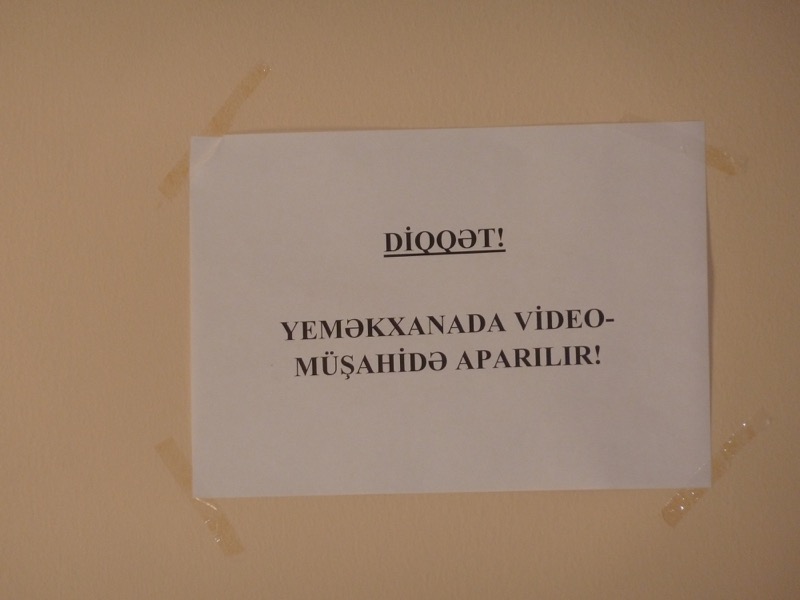 DİQQƏT!
YEMƏKXANADA VİDEO-
MÜŞAHİDƏ APARILIR!